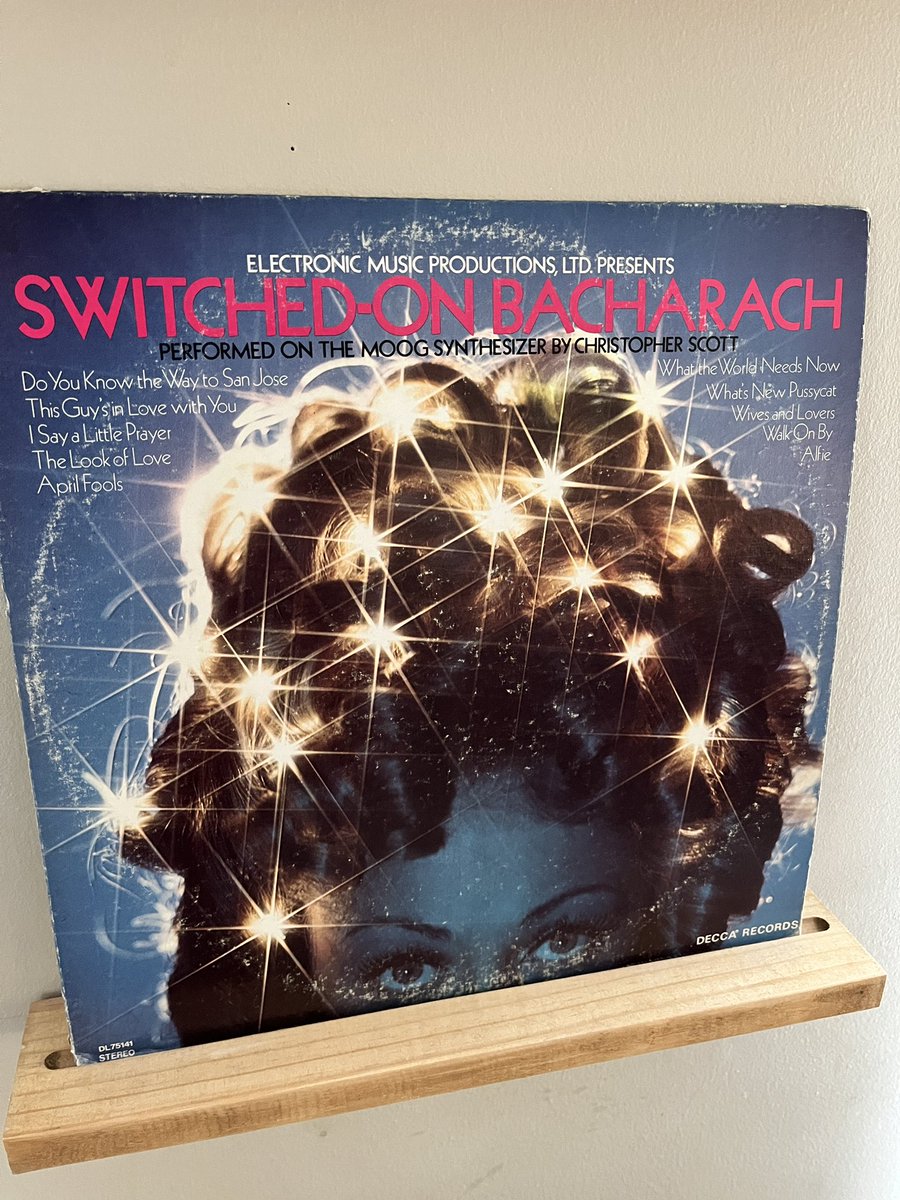 ELECTRONIC MUSIC PRODUCTIONS, LTD. PRESENTS
SWITCHED-ON BACHARACH
PERFORMED ON THE MOOG SYNTHESIZER BY CHRISTOPHER SCOTT
Do You Know the Way to San Jose
This Guy's in Love with You
I Say a Little Prayer
The Look of Love
April Fools
What the World Needs Now
What's New Pussycat
Wives and Lovers
Walk On By
Alfie
DECCA® RECORDS
DL75141
STEREO